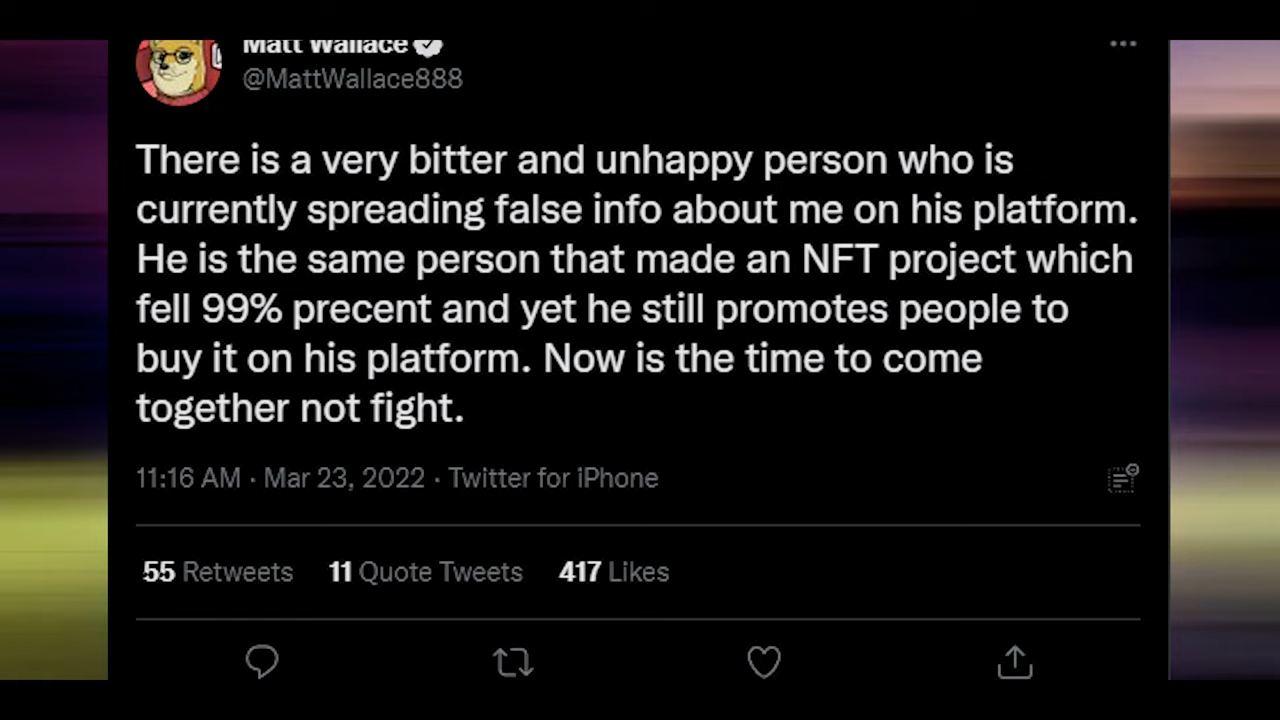 Matt Wallace
@MattWallace888
There is a very bitter and unhappy person who is
currently spreading false info about me on his platform.
He is the same person that made an NFT project which
fell 99% precent and yet he still promotes people to
buy it on his platform. Now is the time to come
together not fight.
11:16 AM · Mar 23, 2022 · Twitter for iPhone
55 Retweets 11 Quote Tweets 417 Likes